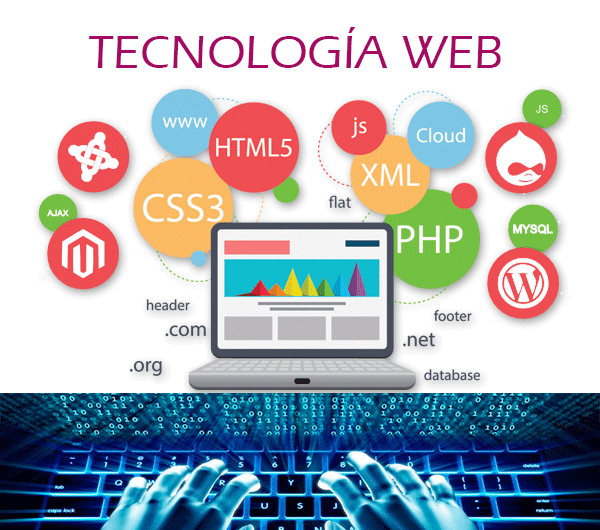 TECNOLOGÍA WEB
www
HTML5
js
Cloud
JS
XML
AJAX
CSS3
flat
PHP
MYSQL
header
.com
.org
footer
.net
database